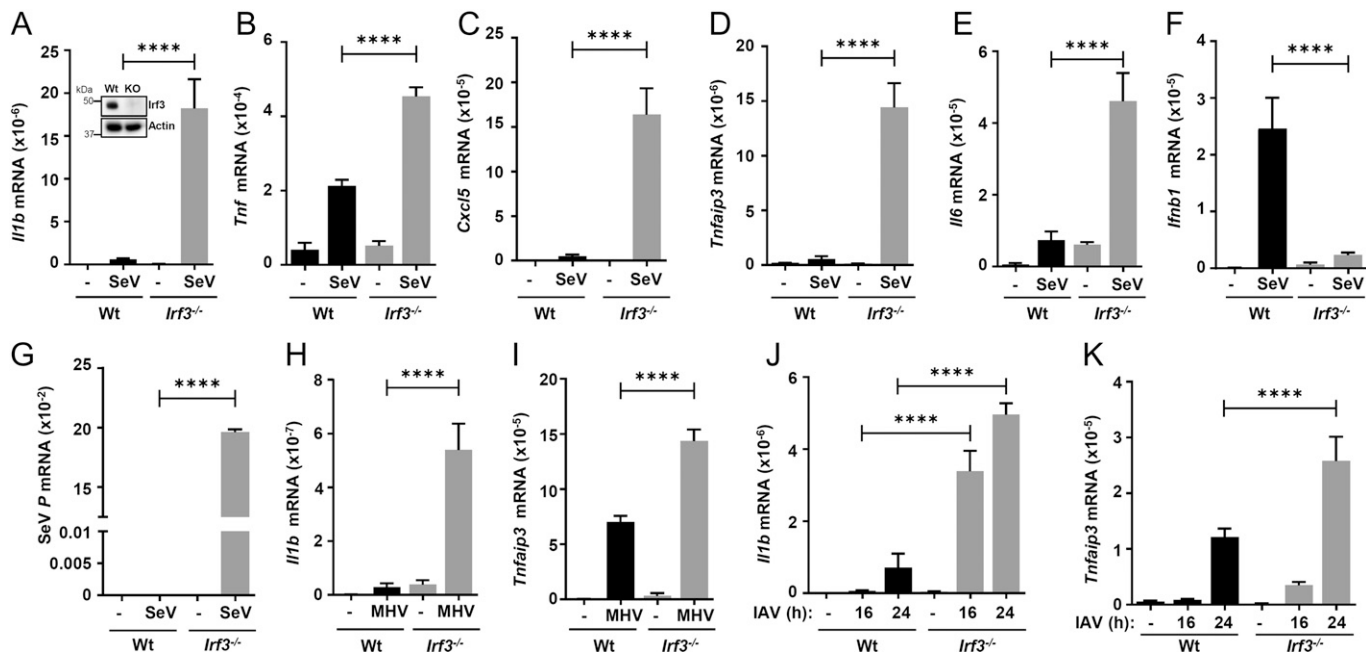 A
Il1b mRNA (x10⁻⁶)
25
20
15
10
5
0
kDa
Wt KO
50
Irf3
37
Actin
****
- SeV - SeV
Wt Irf3⁻/⁻
B
Tnf mRNA (x10⁻⁴)
6
4
2
0
****
- SeV - SeV
Wt Irf3⁻/⁻
C
Cxcl5 mRNA (x10⁻⁵)
25
20
15
10
5
0
****
- SeV - SeV
Wt Irf3⁻/⁻
D
Tnfaip3 mRNA (x10⁻⁶)
20
15
10
5
0
****
- SeV - SeV
Wt Irf3⁻/⁻
E
Il6 mRNA (x10⁻⁵)
6
4
2
0
****
- SeV - SeV
Wt Irf3⁻/⁻
F
Ifnb1 mRNA (x10⁻⁵)
4
3
2
1
0
****
- SeV - SeV
Wt Irf3⁻/⁻
G
SeV P mRNA (x10⁻²)
25
20
15
0.01
0.005
0
****
- SeV - SeV
Wt Irf3⁻/⁻
H
Il1b mRNA (x10⁻⁷)
8
6
4
2
0
****
- MHV - MHV
Wt Irf3⁻/⁻
I
Tnfaip3 mRNA (x10⁻⁵)
20
15
10
5
0
****
- MHV - MHV
Wt Irf3⁻/⁻
J
Il1b mRNA (x10⁻⁶)
6
4
2
0
****
****
IAV (h): - 16 24 - 16 24
Wt Irf3⁻/⁻
K
Tnfaip3 mRNA (x10⁻⁵)
4
3
2
1
0
****
IAV (h): - 16 24 - 16 24
Wt Irf3⁻/⁻